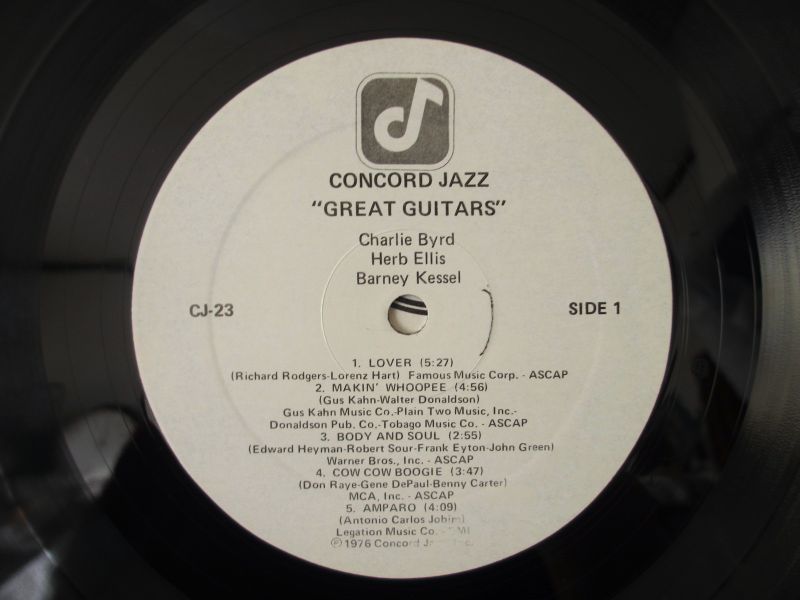 CONCORD JAZZ
"GREAT GUITARS"
Charlie Byrd
Herb Ellis
Barney Kessel
CJ-23
SIDE 1
1. LOVER (5:27)
(Richard Rodgers-Lorenz Hart) Famous Music Corp. - ASCAP
2. MAKIN' WHOOPEE (4:56)
(Gus Kahn-Walter Donaldson)
Gus Kahn Music Co.-Plain Two Music, Inc.-
Donaldson Pub. Co.-Tobago Music Co. - ASCAP
3. BODY AND SOUL (2:55)
(Edward Heyman-Robert Sour-Frank Eyton-John Green)
Warner Bros., Inc. - ASCAP
4. COW COW BOOGIE (3:47)
(Don Raye-Gene DePaul-Benny Carter)
MCA, Inc. - ASCAP
5. AMPARO (4:09)
(Antonio Carlos Jobim)
Legation Music Co. -
℗ 1976 Concord